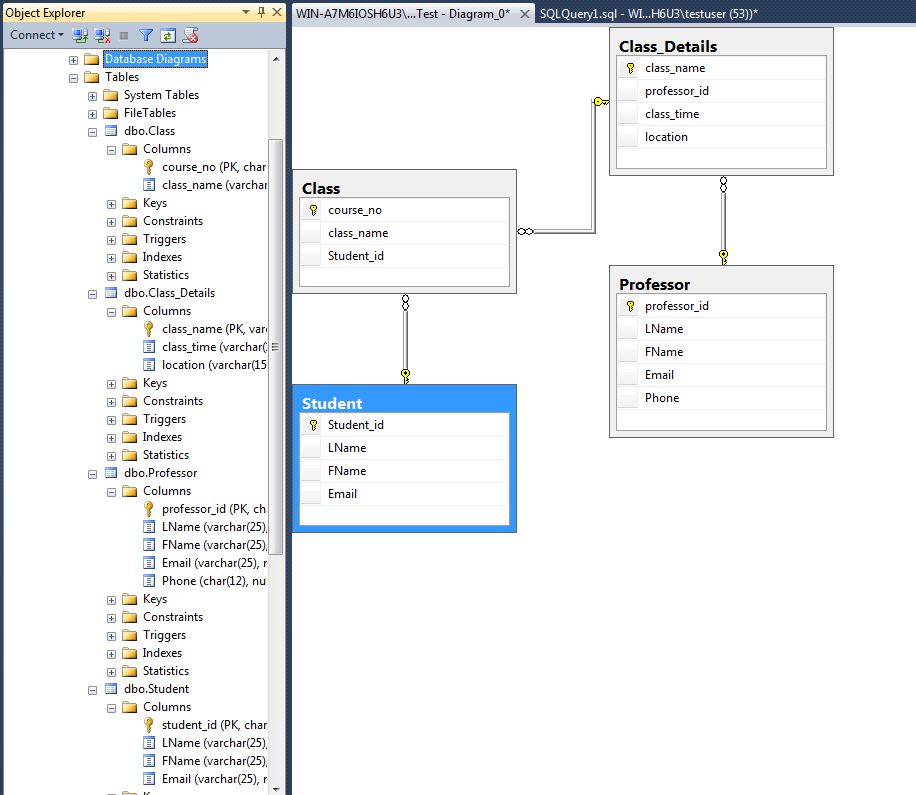 Object Explorer
Connect
Database Diagrams
Tables
System Tables
FileTables
dbo.Class
Columns
course_no (PK, char
class_name (varchar
Keys
Constraints
Triggers
Indexes
Statistics
dbo.Class_Details
Columns
class_name (PK, varc
class_time (varchar(
location (varchar(15
Keys
Constraints
Triggers
Indexes
Statistics
dbo.Professor
Columns
professor_id (PK, ch
LName (varchar(25),
FName (varchar(25),
Email (varchar(25), n
Phone (char(12), nu
Keys
Constraints
Triggers
Indexes
Statistics
dbo.Student
Columns
student_id (PK, char
LName (varchar(25),
FName (varchar(25),
Email (varchar(25), n
WIN-A7M6IOSH6U3\...Test - Diagram_0*
SQLQuery1.sql - WI...H6U3\testuser (53))*
Class_Details
class_name
professor_id
class_time
location
Class
course_no
class_name
Student_id
Professor
professor_id
LName
FName
Email
Phone
Student
Student_id
LName
FName
Email